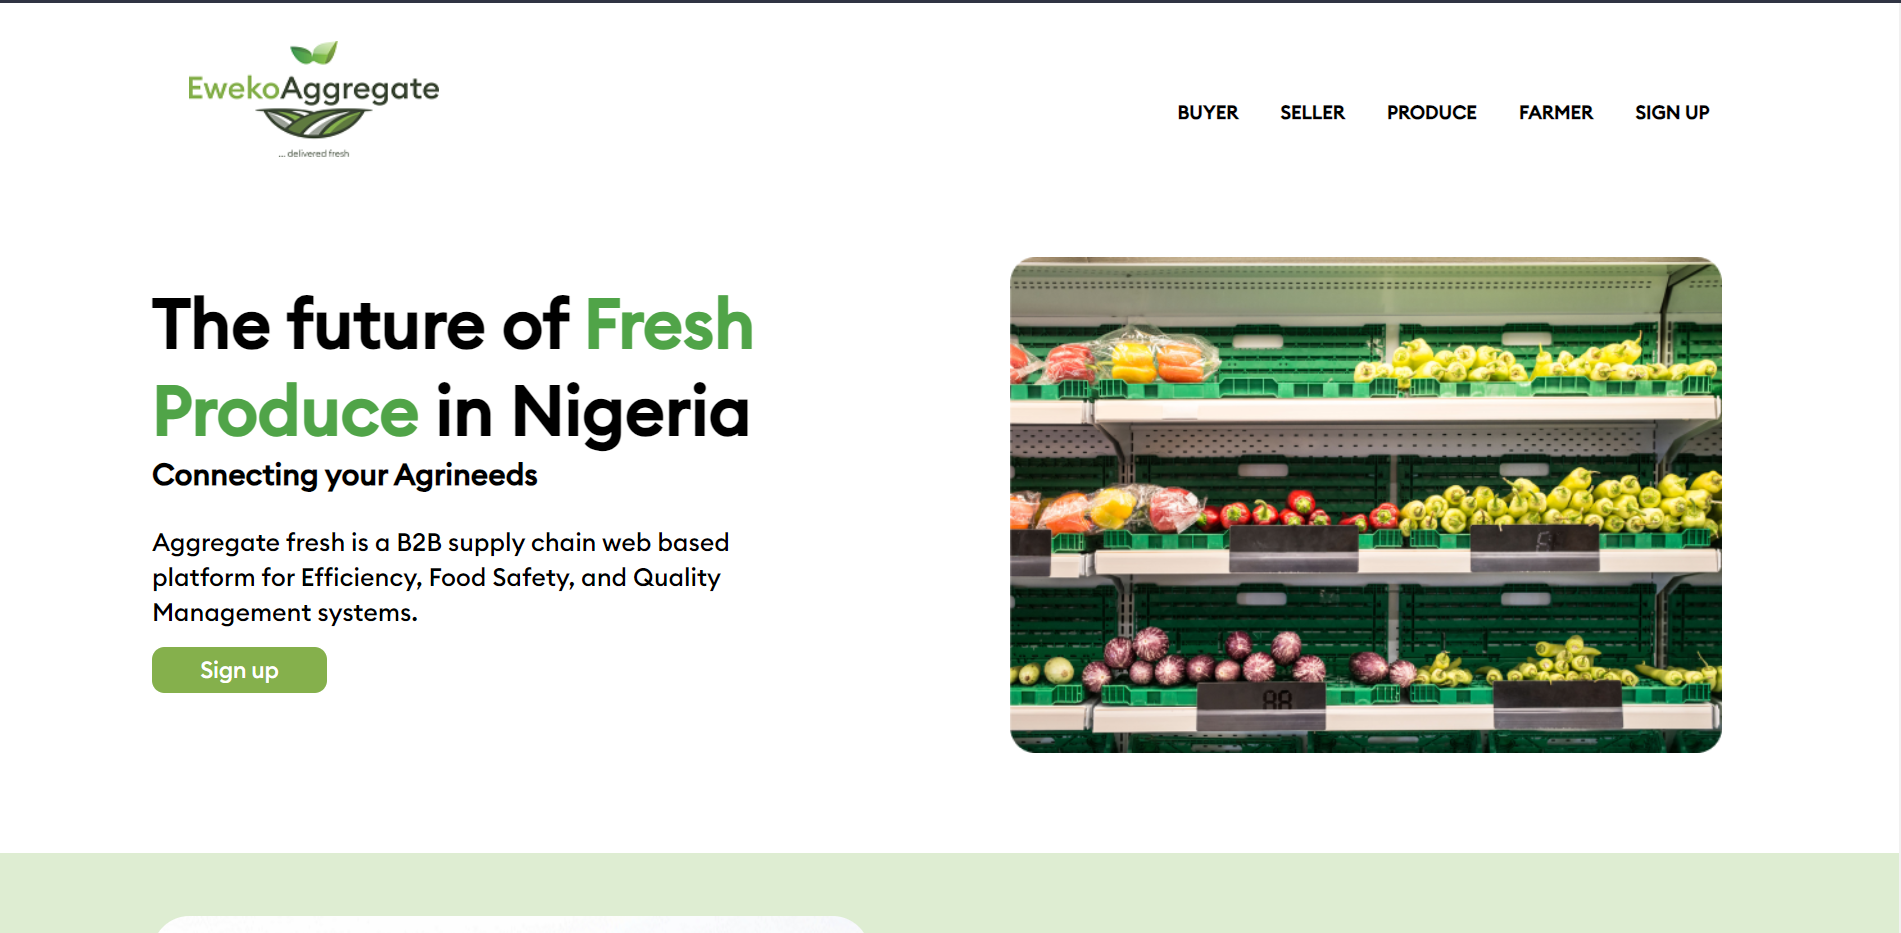 EwekoAggregate
... delivered fresh
BUYER SELLER PRODUCE FARMER SIGN UP
The future of Fresh
Produce in Nigeria
Connecting your Agrineeds
Aggregate fresh is a B2B supply chain web based
platform for Efficiency, Food Safety, and Quality
Management systems.
Sign up